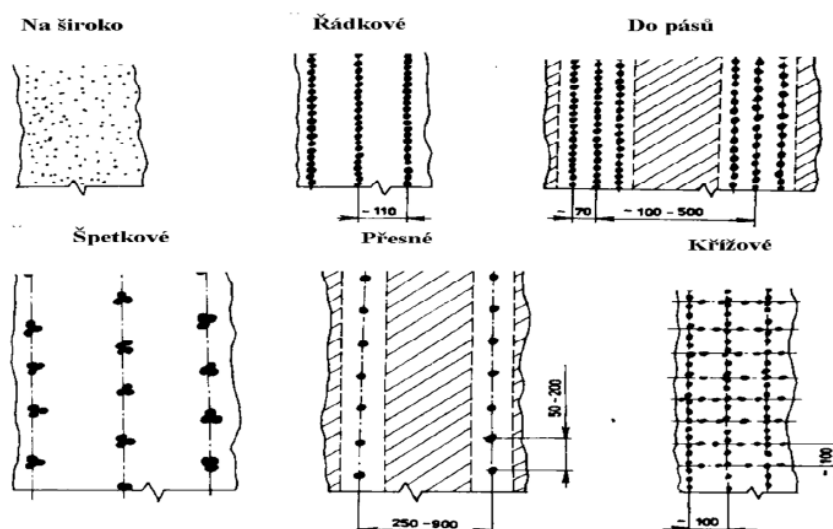 Na široko
Řádkové
Do pásů
~110
~70
~100-500
Špetkové
Přesné
Křížové
50-200
250-900
~100
~100